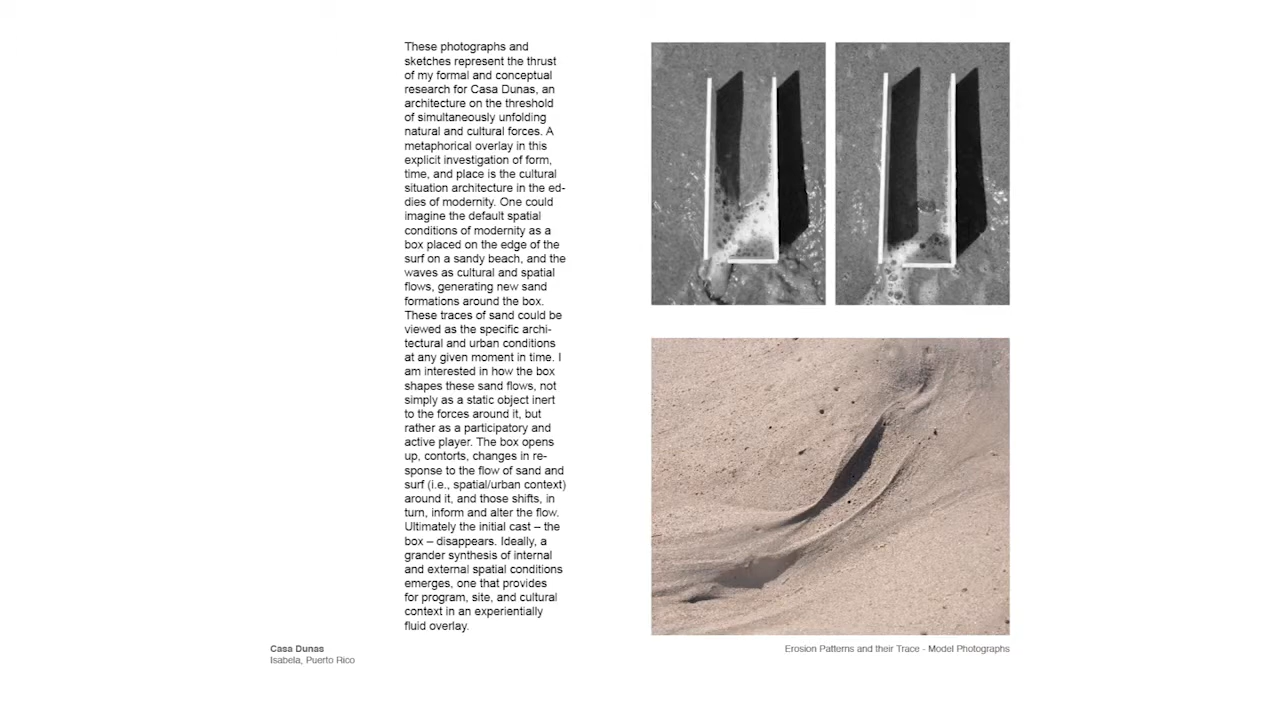 These photographs and
sketches represent the thrust
of my formal and conceptual
research for Casa Dunas, an
architecture on the threshold
of simultaneously unfolding
natural and cultural forces. A
metaphorical overlay in this
explicit investigation of form,
time, and place is the cultural
situation architecture in the ed-
dies of modernity. One could
imagine the default spatial
conditions of modernity as a
box placed on the edge of the
surf on a sandy beach, and the
waves as cultural and spatial
flows, generating new sand
formations around the box.
These traces of sand could be
viewed as the specific archi-
tectural and urban conditions
at any given moment in time. I
am interested in how the box
shapes these sand flows, not
simply as a static object inert
to the forces around it, but
rather as a participatory and
active player. The box opens
up, contorts, changes in re-
sponse to the flow of sand and
surf (i.e., spatial/urban context)
around it, and those shifts, in
turn, inform and alter the flow.
Ultimately the initial cast – the
box – disappears. Ideally, a
grander synthesis of internal
and external spatial conditions
emerges, one that provides
for program, site, and cultural
context in an experientially
fluid overlay.
Casa Dunas
Isabela, Puerto Rico
Erosion Patterns and their Trace - Model Photographs